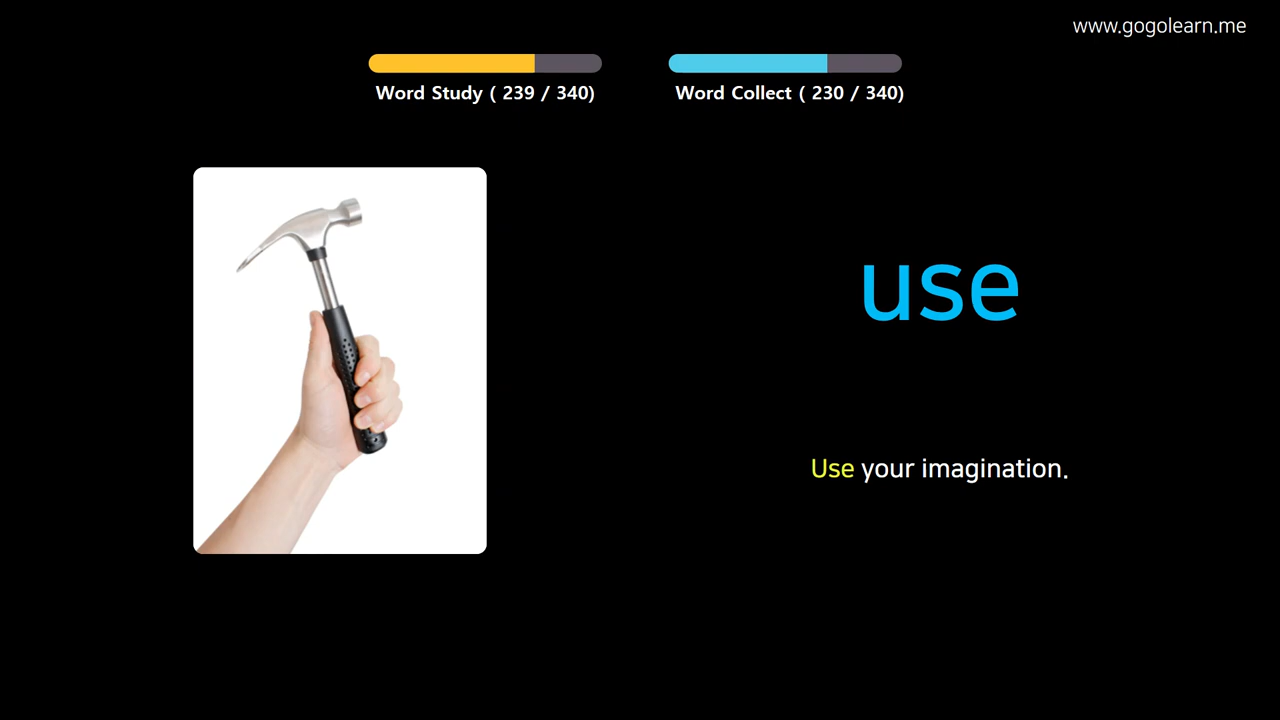 www.gogolearn.me
Word Study ( 239 / 340)
Word Collect ( 230 / 340)
use
Use your imagination.